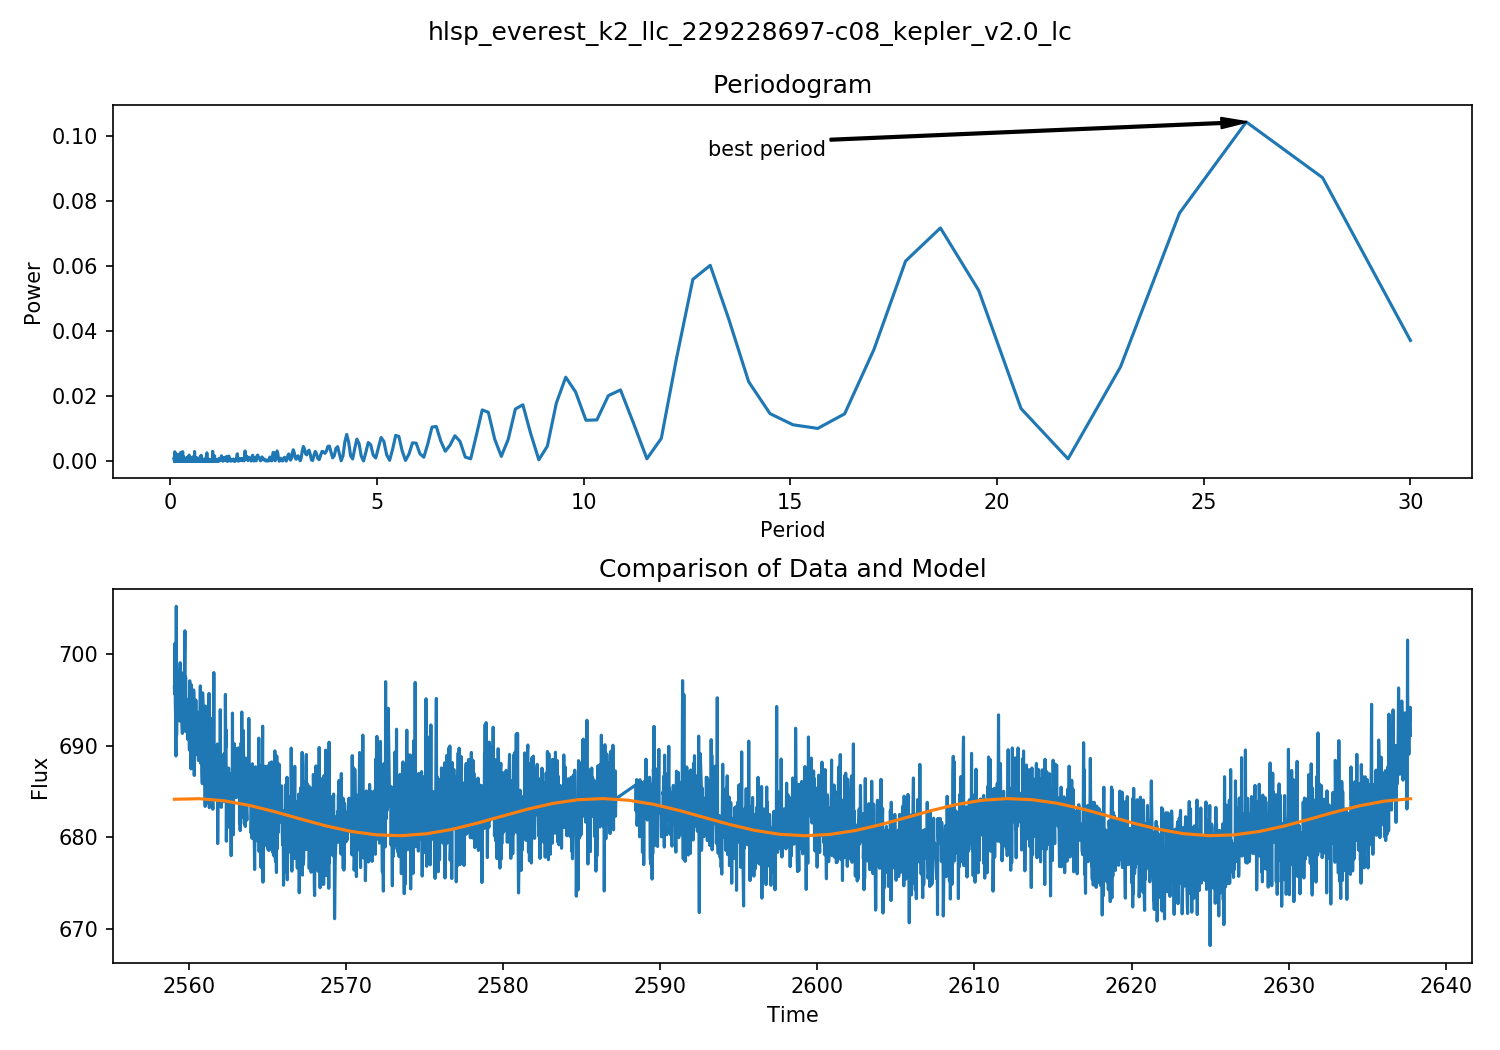 hlsp_everest_k2_llc_229228697-c08_kepler_v2.0_lc
Periodogram
best period
Power
0.10
0.08
0.06
0.04
0.02
0.00
0 5 10 15 20 25 30
Period
Comparison of Data and Model
Flux
700
690
680
670
2560 2570 2580 2590 2600 2610 2620 2630 2640
Time